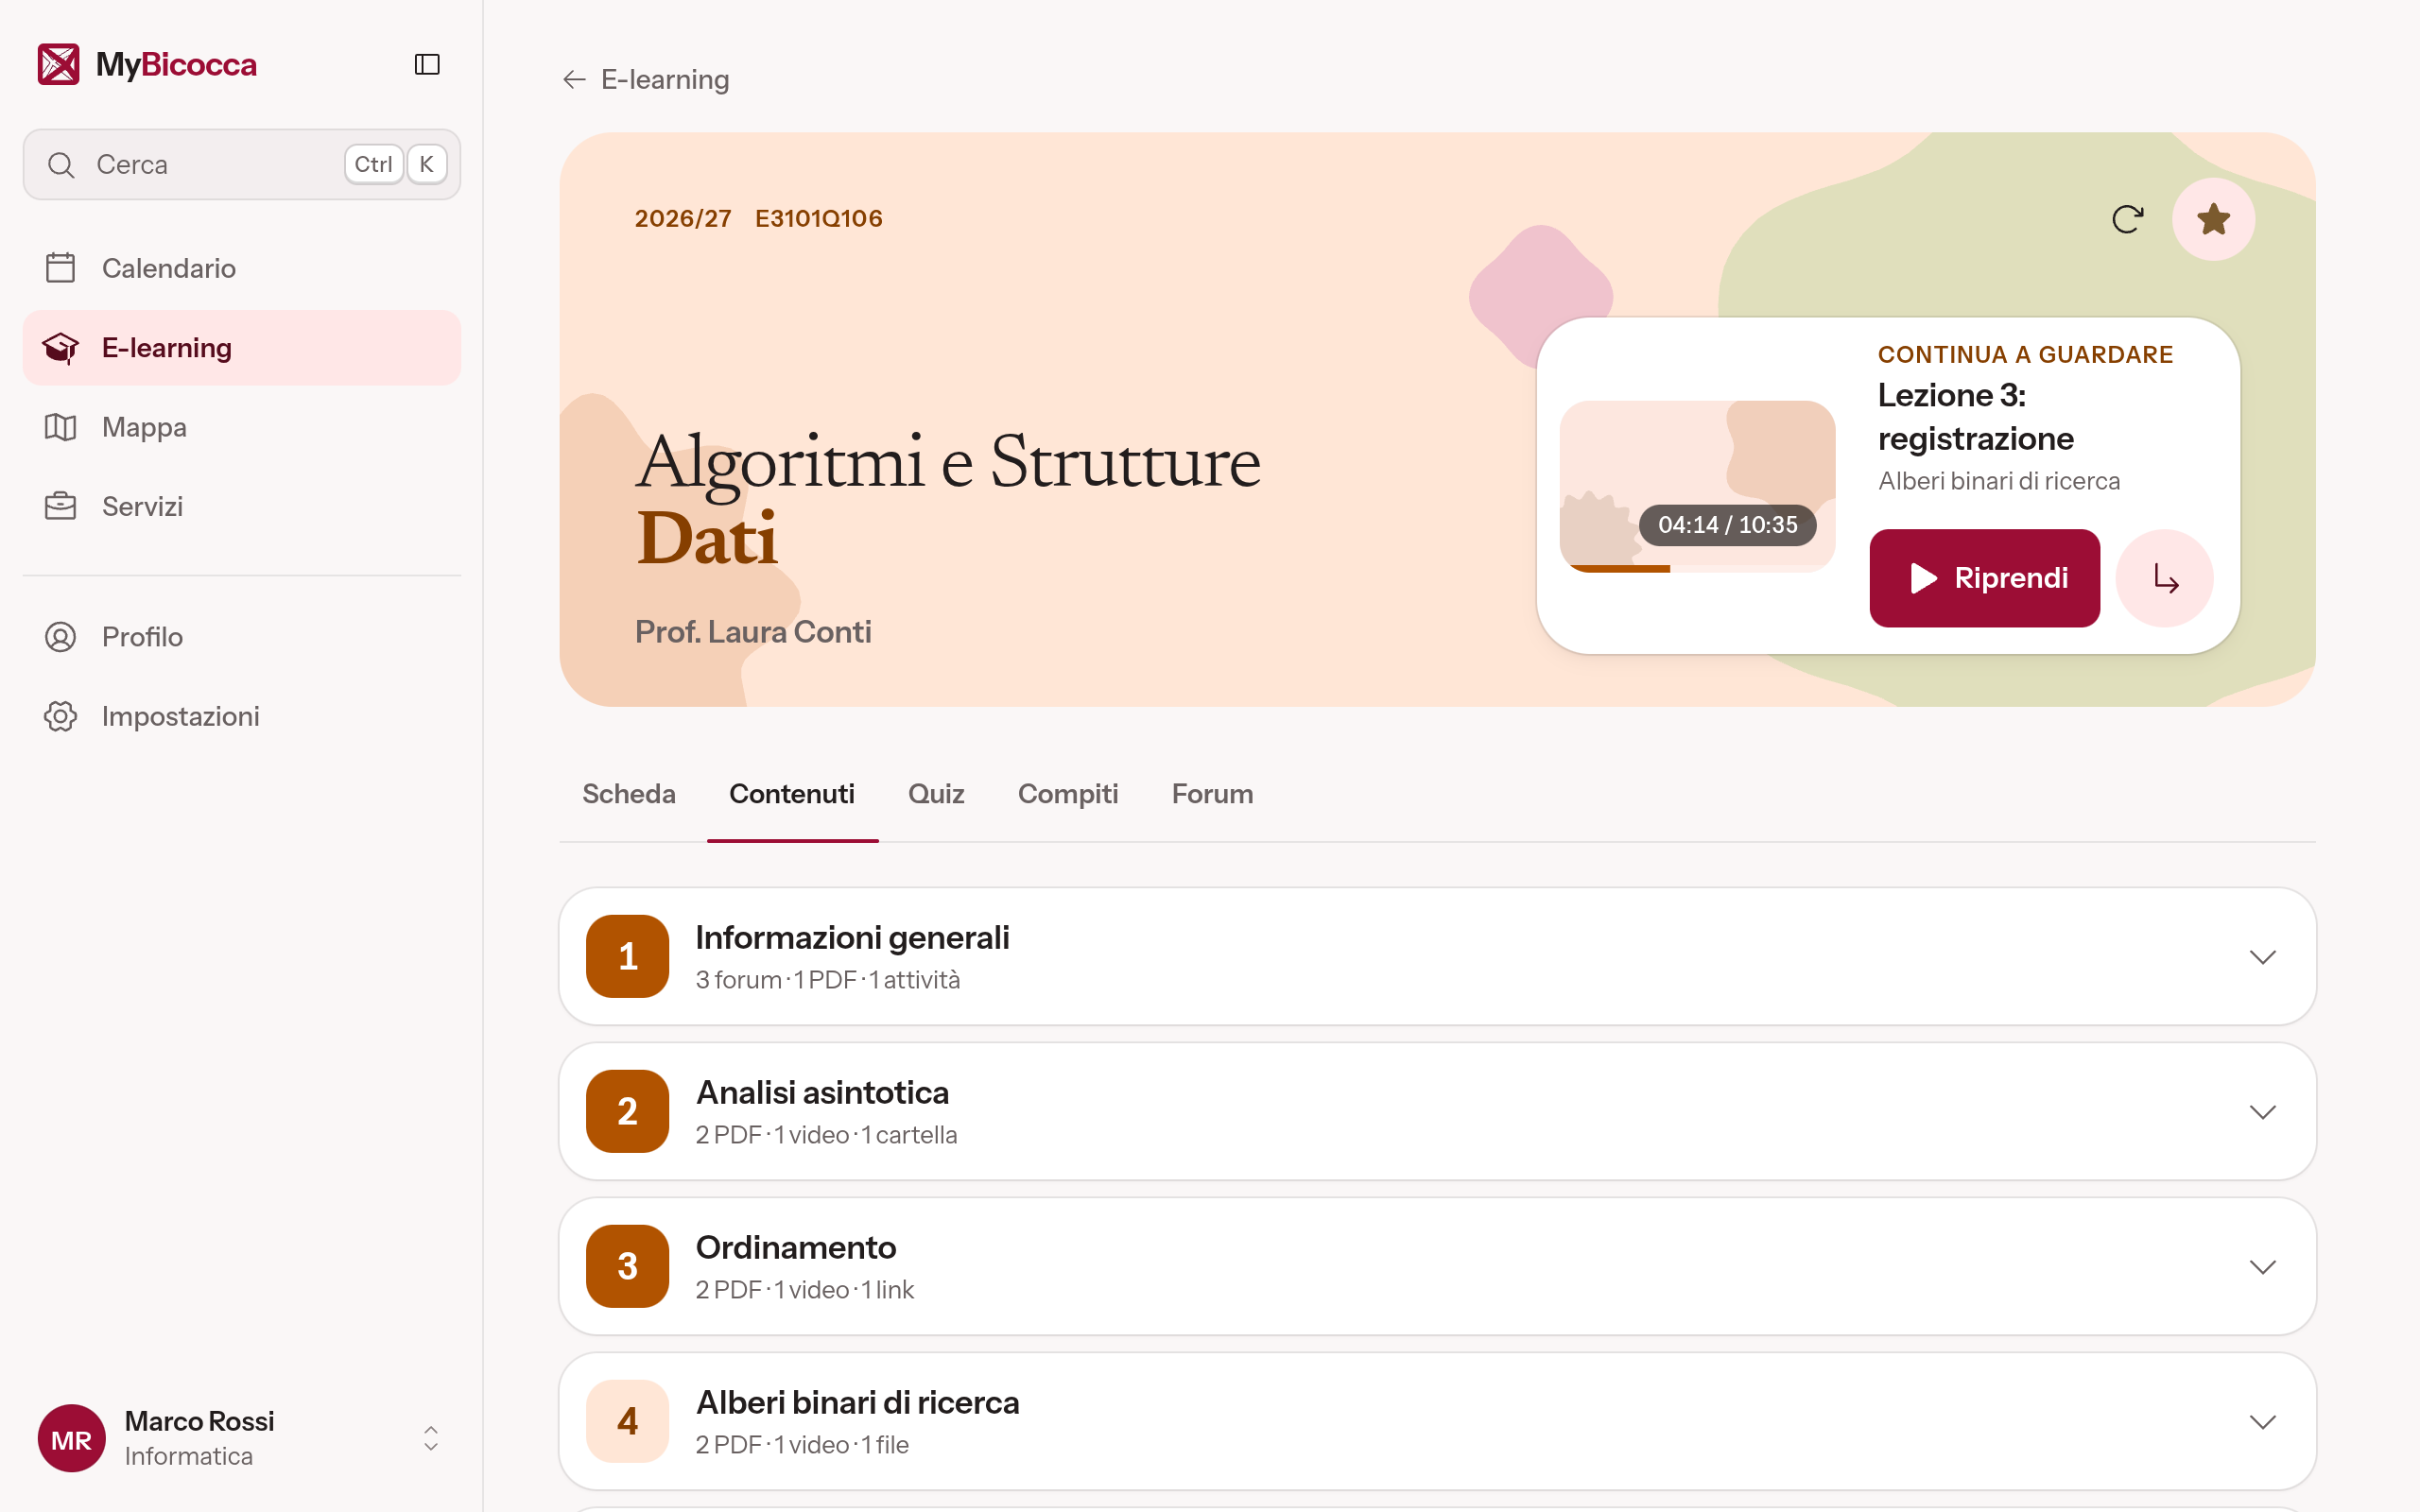 MyBicocca
Cerca
Ctrl K
Calendario
E-learning
Mappa
Servizi
Profilo
Impostazioni
MR
Marco Rossi
Informatica
E-learning
2026/27 E3101Q106
Algoritmi e Strutture
Dati
Prof. Laura Conti
CONTINUA A GUARDARE
Lezione 3:
registrazione
Alberi binari di ricerca
04:14 / 10:35
Riprendi
Scheda Contenuti Quiz Compiti Forum
1
Informazioni generali
3 forum · 1 PDF · 1 attività
2
Analisi asintotica
2 PDF · 1 video · 1 cartella
3
Ordinamento
2 PDF · 1 video · 1 link
4
Alberi binari di ricerca
2 PDF · 1 video · 1 file